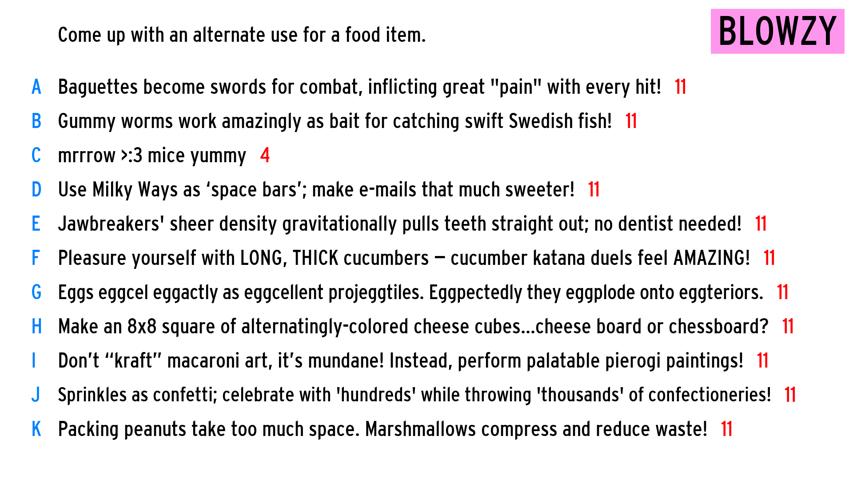 Come up with an alternate use for a food item.
BLOWZY
A Baguettes become swords for combat, inflicting great "pain" with every hit! 11
B Gummy worms work amazingly as bait for catching swift Swedish fish! 11
C mrrrow >:3 mice yummy 4
D Use Milky Ways as ‘space bars’; make e-mails that much sweeter! 11
E Jawbreakers' sheer density gravitationally pulls teeth straight out; no dentist needed! 11
F Pleasure yourself with LONG, THICK cucumbers – cucumber katana duels feel AMAZING! 11
G Eggs eggcel eggactly as eggcellent projeggtiles. Eggpectedly they eggplode onto eggteriors. 11
H Make an 8x8 square of alternatingly-colored cheese cubes...cheese board or chessboard? 11
I Don’t “kraft” macaroni art, it’s mundane! Instead, perform palatable pierogi paintings! 11
J Sprinkles as confetti; celebrate with 'hundreds' while throwing 'thousands' of confectioneries! 11
K Packing peanuts take too much space. Marshmallows compress and reduce waste! 11